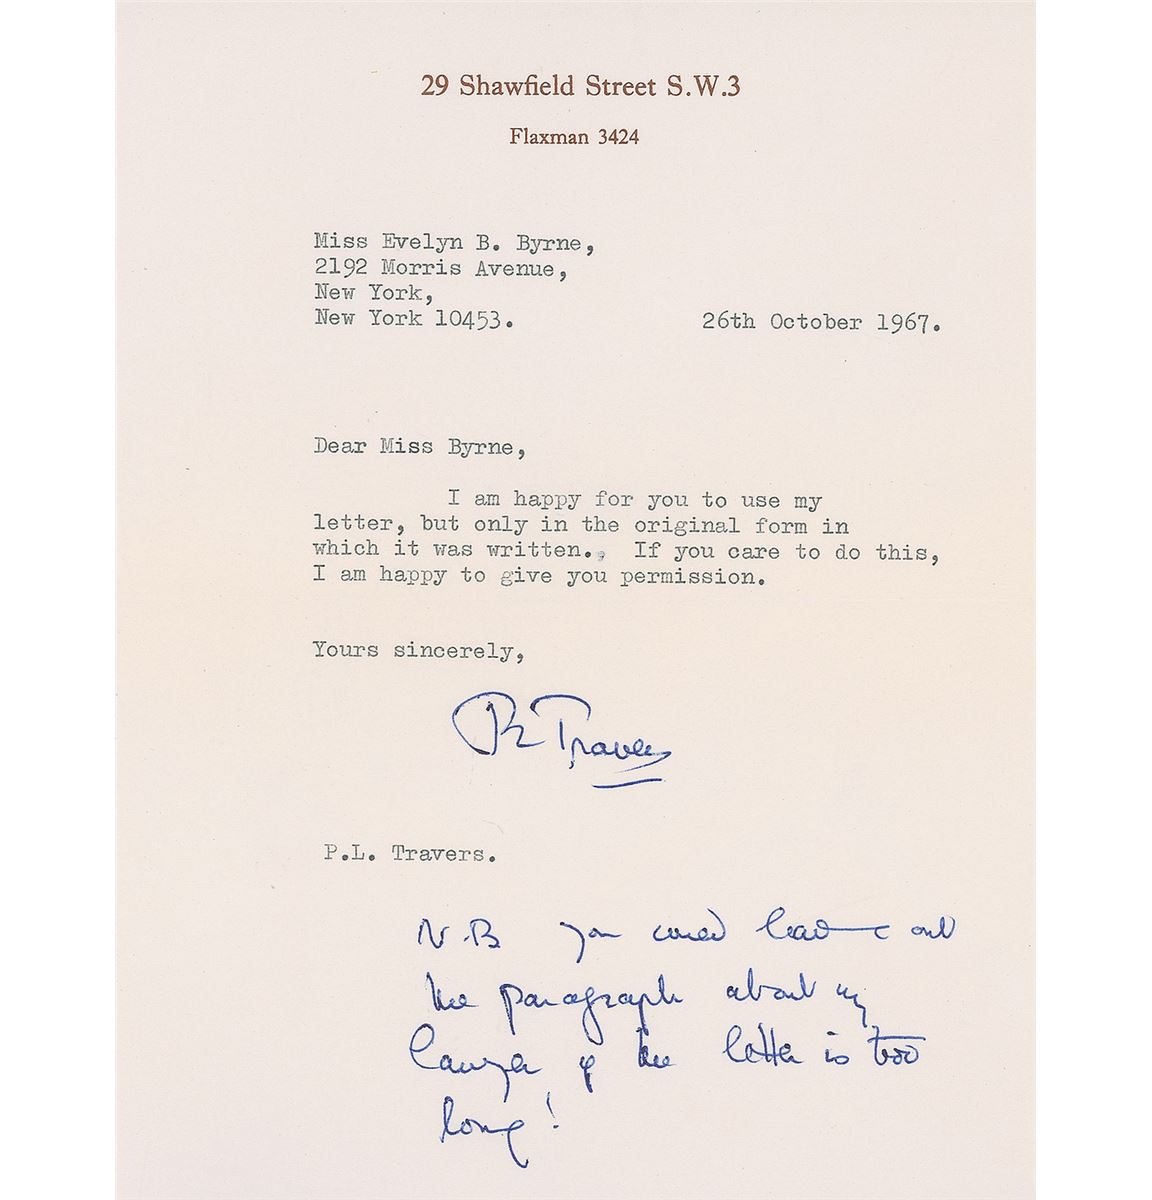 29 Shawfield Street S.W.3
Flaxman 3424
Miss Evelyn B. Byrne,
2192 Morris Avenue,
New York,
New York 10453.
26th October 1967.
Dear Miss Byrne,
I am happy for you to use my
letter, but only in the original form in
which it was written., If you care to do this,
I am happy to give you permission.
Yours sincerely,
P L Travers
P.L. Travers.
N.B you could leave out
the paragraph about my
lawyer if the letter is too
long!